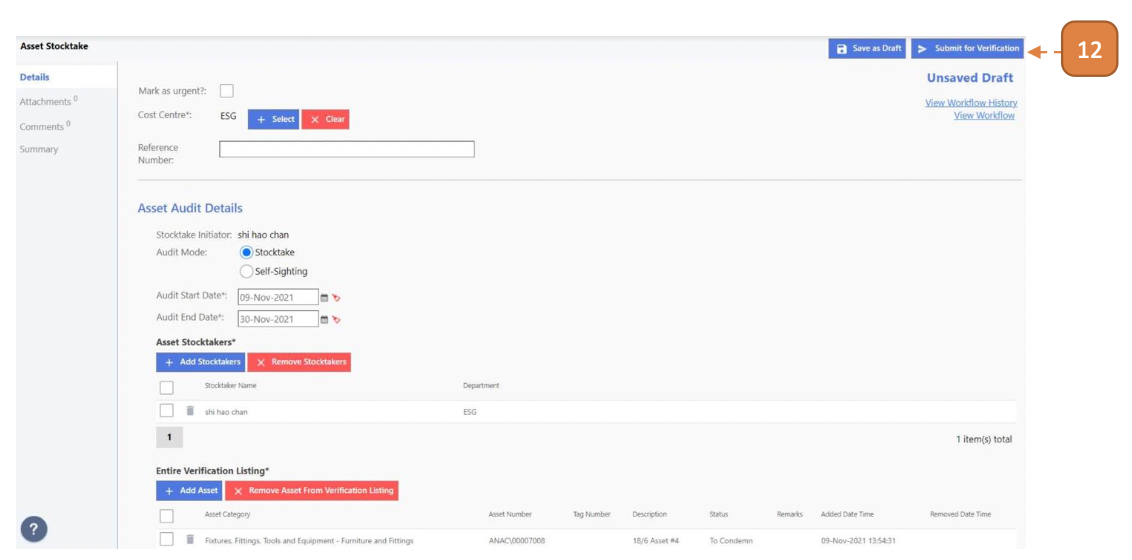 Asset Stocktake
Save as Draft
Submit for Verification
12
Details
Attachments 0
Comments 0
Summary
Unsaved Draft
View Workflow History
View Workflow
Mark as urgent?:
Cost Centre*: ESG + Select X Clear
Reference
Number:
Asset Audit Details
Stocktake Initiator: shi hao chan
Audit Mode: Stocktake
Self-Sighting
Audit Start Date*: 09-Nov-2021
Audit End Date*: 30-Nov-2021
Asset Stocktakers*
+ Add Stocktakers X Remove Stocktakers
Stocktaker Name Department
shi hao chan ESG
1 1 item(s) total
Entire Verification Listing*
+ Add Asset X Remove Asset From Verification Listing
Asset Category Asset Number Tag Number Description Status Remarks Added Date Time Removed Date Time
Fixtures, Fittings, Tools and Equipment - Furniture and Fittings ANAC\00007008 18/6 Asset #4 To Condemn 09-Nov-2021 13:54:31
?